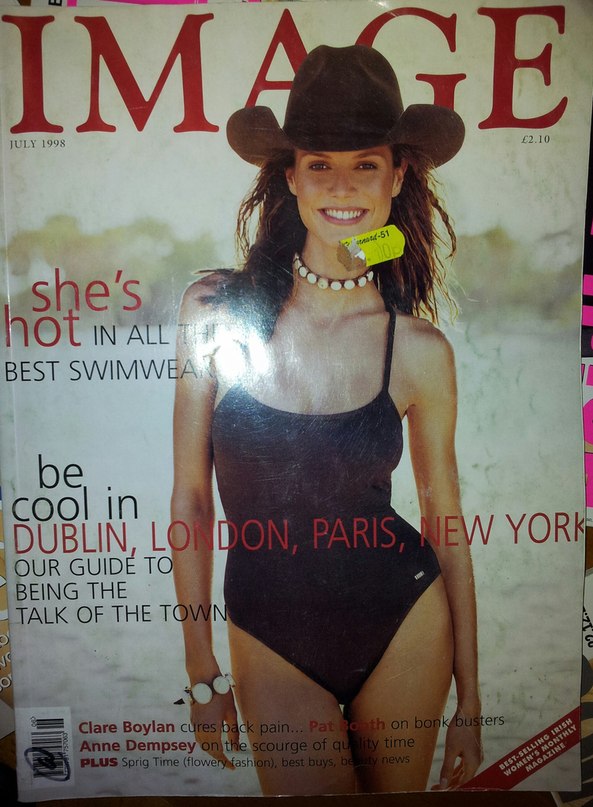 IMAGE
JULY 1998
£2.10
she's
hot IN ALL THE
BEST SWIMWEAR
be
cool in
DUBLIN, LONDON, PARIS, NEW YORK
OUR GUIDE TO
BEING THE
TALK OF THE TOWN
Clare Boylan cures back pain... Pat Booth on bonk busters
Anne Dempsey on the scourge of quality time
PLUS Sprig Time (flowery fashion), best buys, beauty news
BEST-SELLING IRISH
WOMEN'S MONTHLY
MAGAZINE